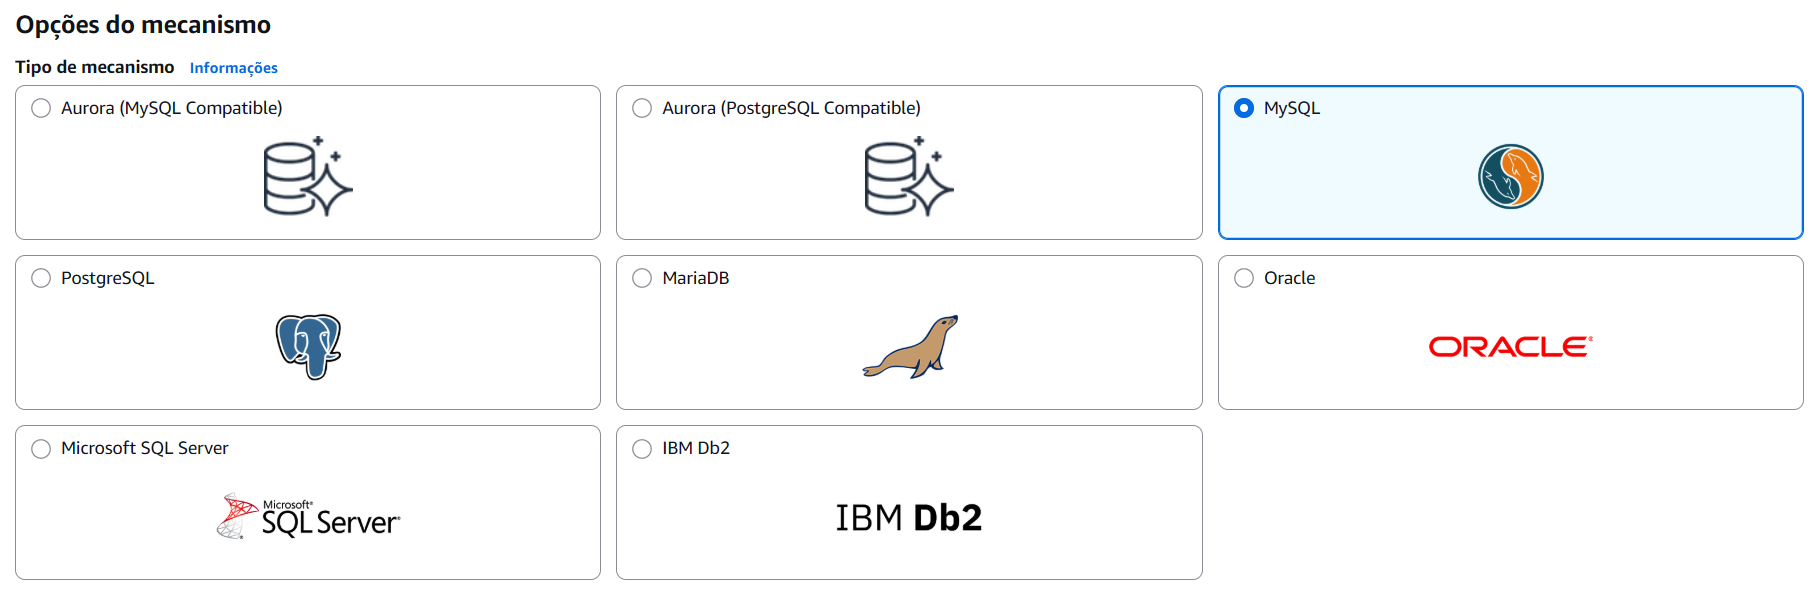 Opções do mecanismo
Tipo de mecanismo Informações
Aurora (MySQL Compatible)
Aurora (PostgreSQL Compatible)
MySQL
PostgreSQL
MariaDB
Oracle
ORACLE®
Microsoft SQL Server
Microsoft®
SQL Server®
IBM Db2
IBM Db2